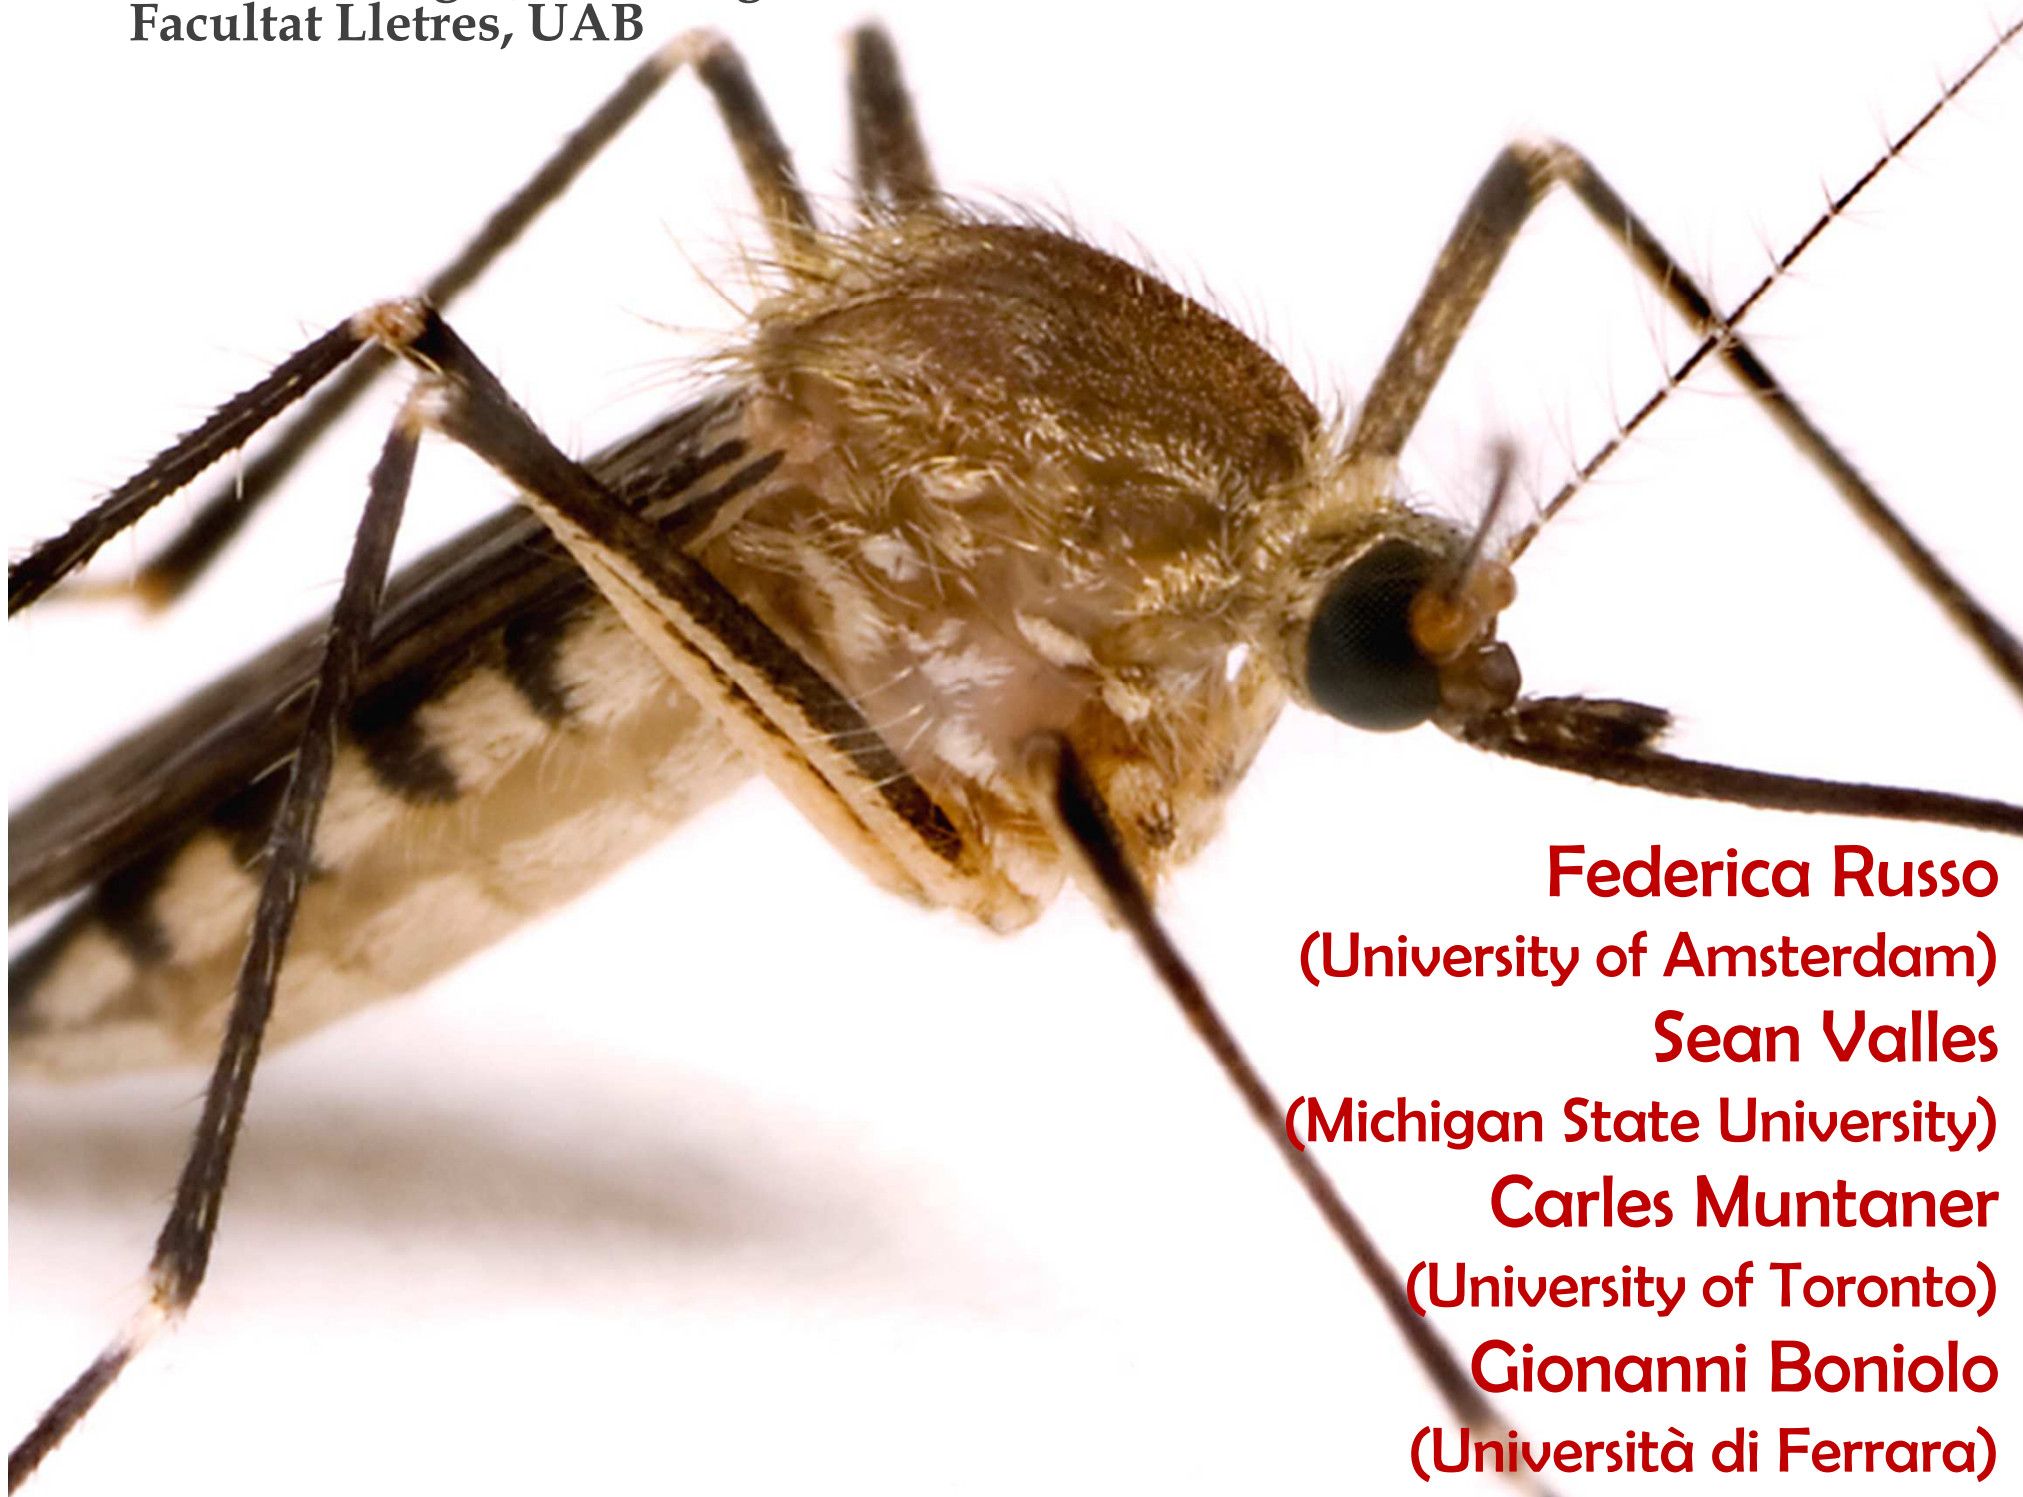 Facultat Lletres, UAB
Federica Russo
(University of Amsterdam)
Sean Valles
(Michigan State University)
Carles Muntaner
(University of Toronto)
Gionanni Boniolo
(Università di Ferrara)